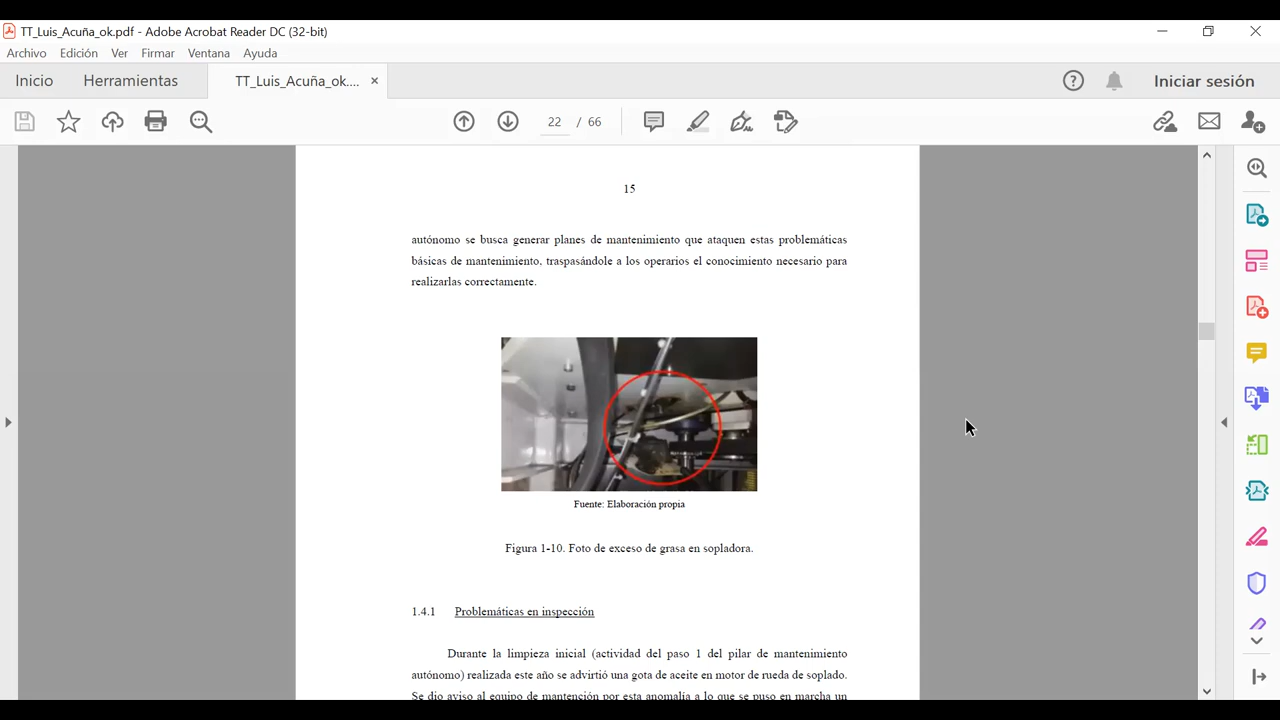 TT_Luis_Acuña_ok.pdf - Adobe Acrobat Reader DC (32-bit)
Archivo Edición Ver Firmar Ventana Ayuda
Inicio Herramientas TT_Luis_Acuña_ok.... Iniciar sesión
22 / 66
15
autónomo se busca generar planes de mantenimiento que ataquen estas problemáticas
básicas de mantenimiento, traspasándole a los operarios el conocimiento necesario para
realizarlas correctamente.
Fuente: Elaboración propia
Figura 1-10. Foto de exceso de grasa en sopladora.
1.4.1 Problemáticas en inspección
Durante la limpieza inicial (actividad del paso 1 del pilar de mantenimiento
autónomo) realizada este año se advirtió una gota de aceite en motor de rueda de soplado.
Se dio aviso al equipo de mantención por esta anomalía a lo que se puso en marcha un